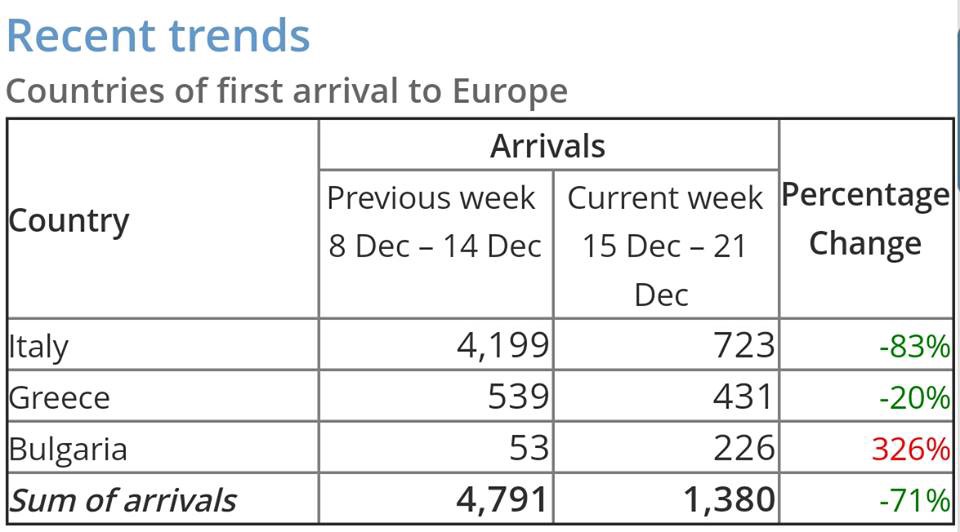 Recent trends
Countries of first arrival to Europe
Country
Arrivals
Percentage
Change
Previous week
8 Dec – 14 Dec
Current week
15 Dec – 21
Dec
Italy 4,199 723 -83%
Greece 539 431 -20%
Bulgaria 53 226 326%
Sum of arrivals 4,791 1,380 -71%